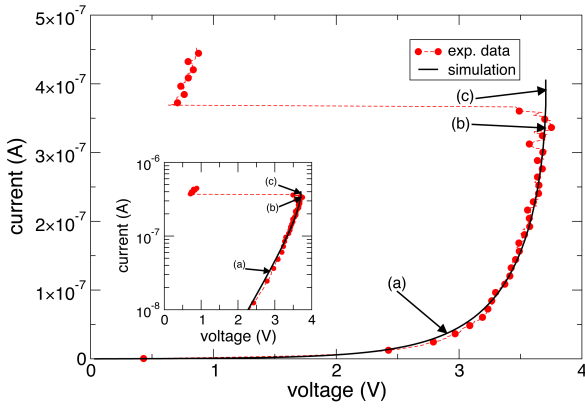 5×10⁻⁷
4×10⁻⁷
3×10⁻⁷
2×10⁻⁷
1×10⁻⁷
0
current (A)
exp. data
simulation
(c)
(b)
(a)
10⁻⁶
10⁻⁷
10⁻⁸
current (A)
(c)
(b)
(a)
0 1 2 3 4
voltage (V)
0 1 2 3 4
voltage (V)